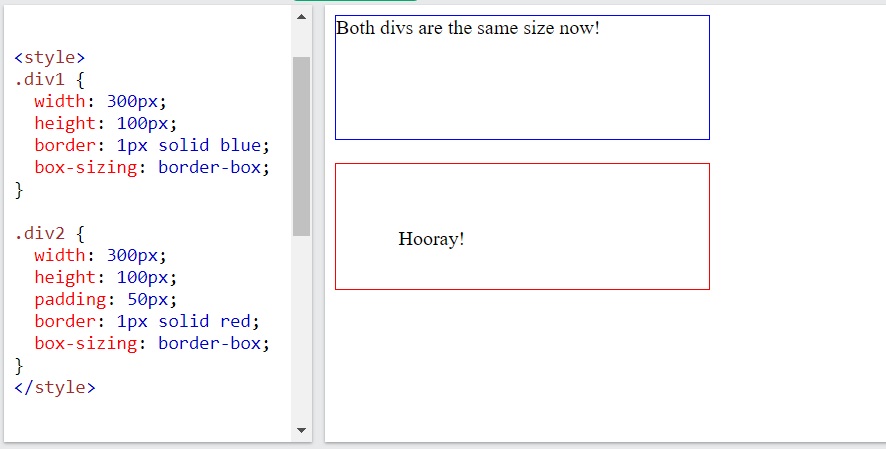 <style>
.div1 {
  width: 300px;
  height: 100px;
  border: 1px solid blue;
  box-sizing: border-box;
}

.div2 {
  width: 300px;
  height: 100px;
  padding: 50px;
  border: 1px solid red;
  box-sizing: border-box;
}
</style>
Both divs are the same size now!
Hooray!